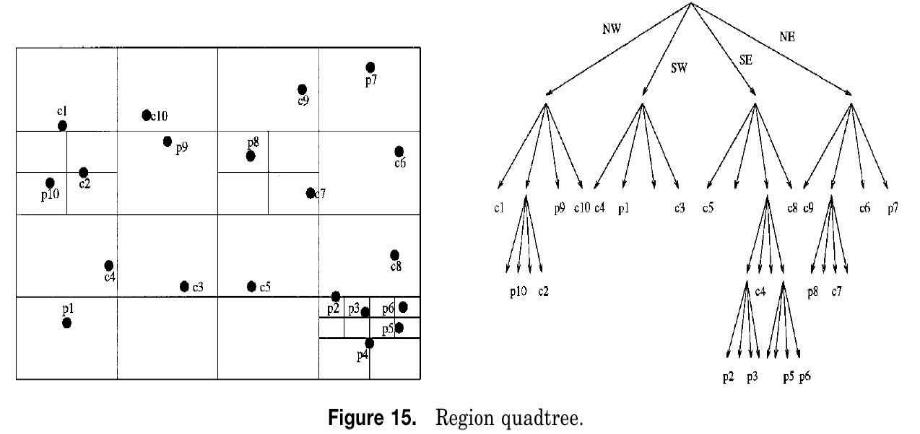 NW
NE
SW
SE
p7
c9
c1
c10
p9
p8
c6
c2
p10
c7
c4
c3
c5
c8
p1
p2 p3 p6
p5
p4
c1 p9 c10 c4 p1 c3 c5 c8 c9 c6 p7
p10 c2 c4 p8 c7
p2 p3 p5 p6
Figure 15. Region quadtree.